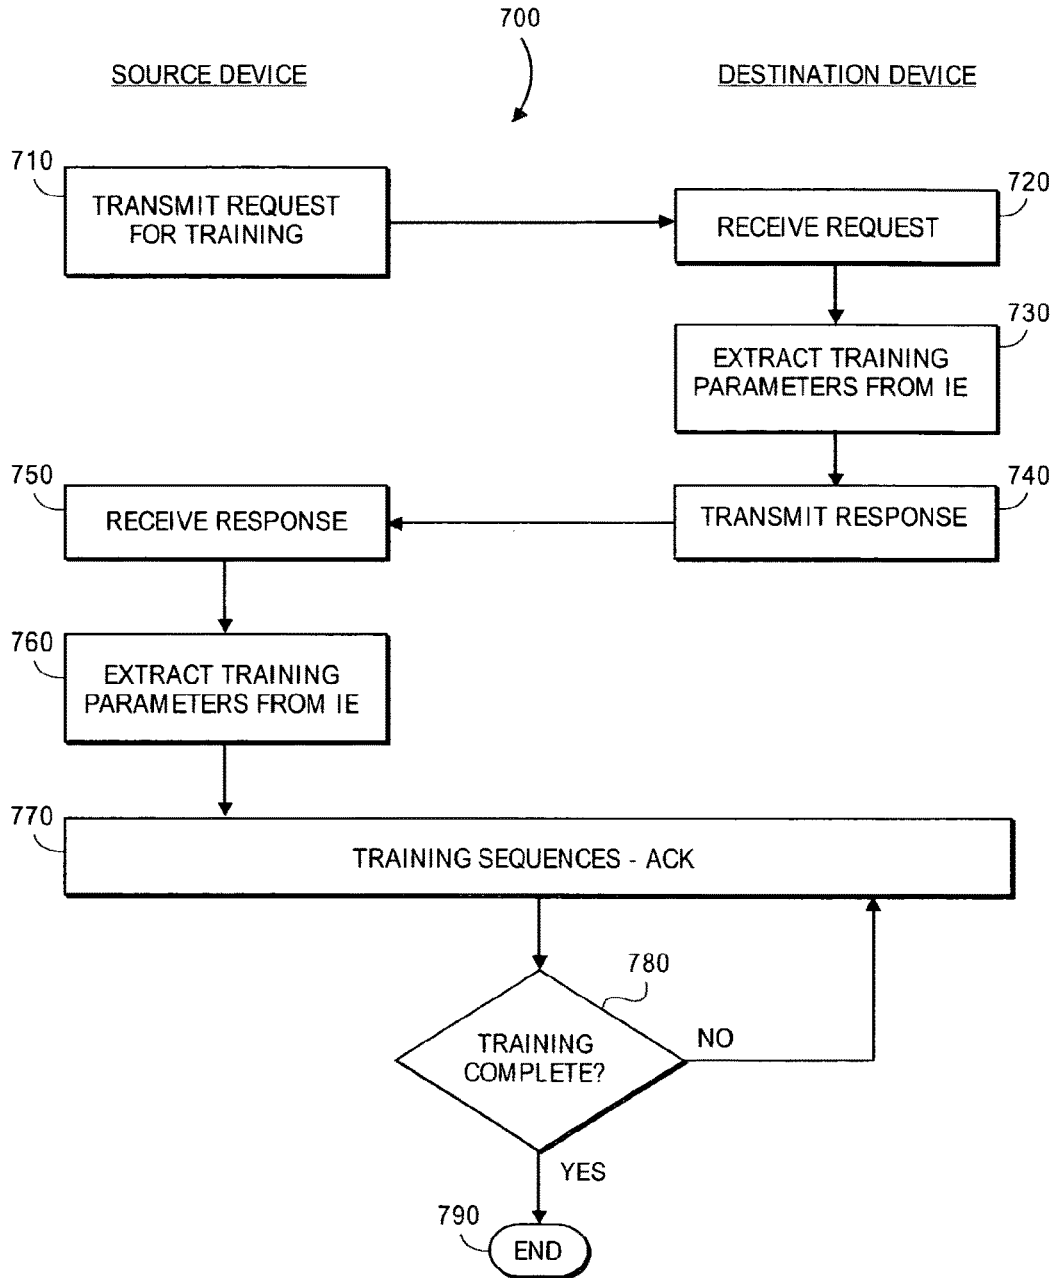 700
SOURCE DEVICE
DESTINATION DEVICE
710
TRANSMIT REQUEST
FOR TRAINING
720
RECEIVE REQUEST
730
EXTRACT TRAINING
PARAMETERS FROM IE
740
TRANSMIT RESPONSE
750
RECEIVE RESPONSE
760
EXTRACT TRAINING
PARAMETERS FROM IE
770
TRAINING SEQUENCES - ACK
780
TRAINING
COMPLETE?
NO
YES
790
END